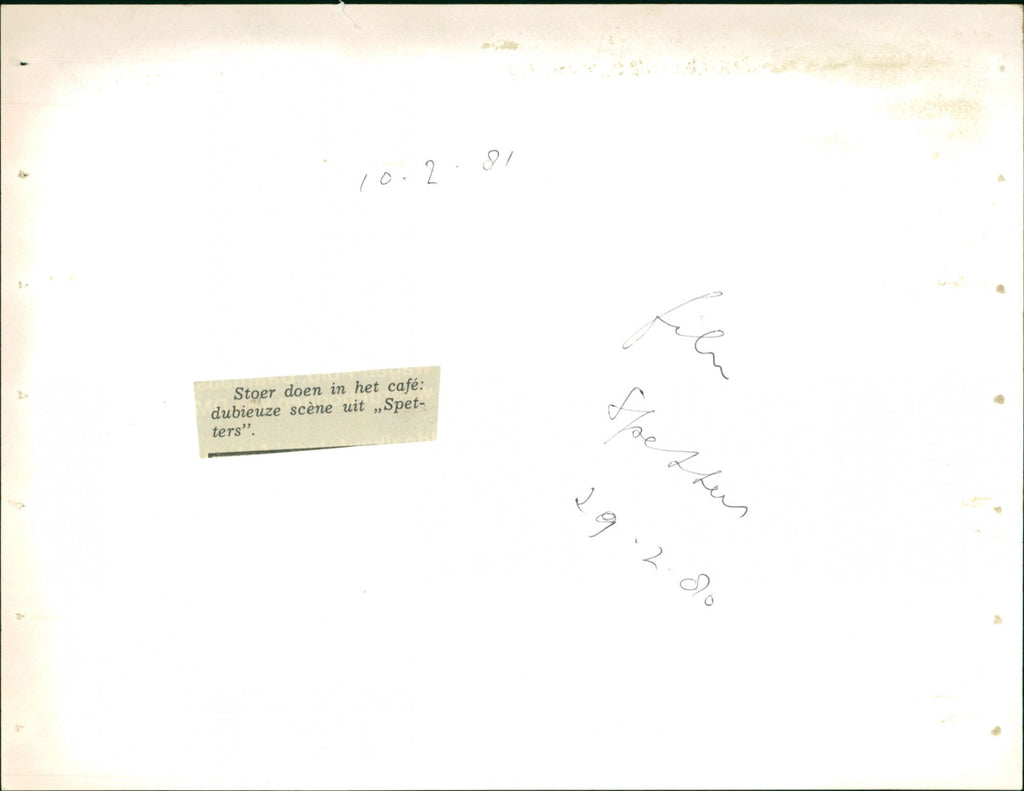 10.2.81
film
Spetters
29.2.80
Stoer doen in het café:
dubieuze scène uit „Spet-
ters”.